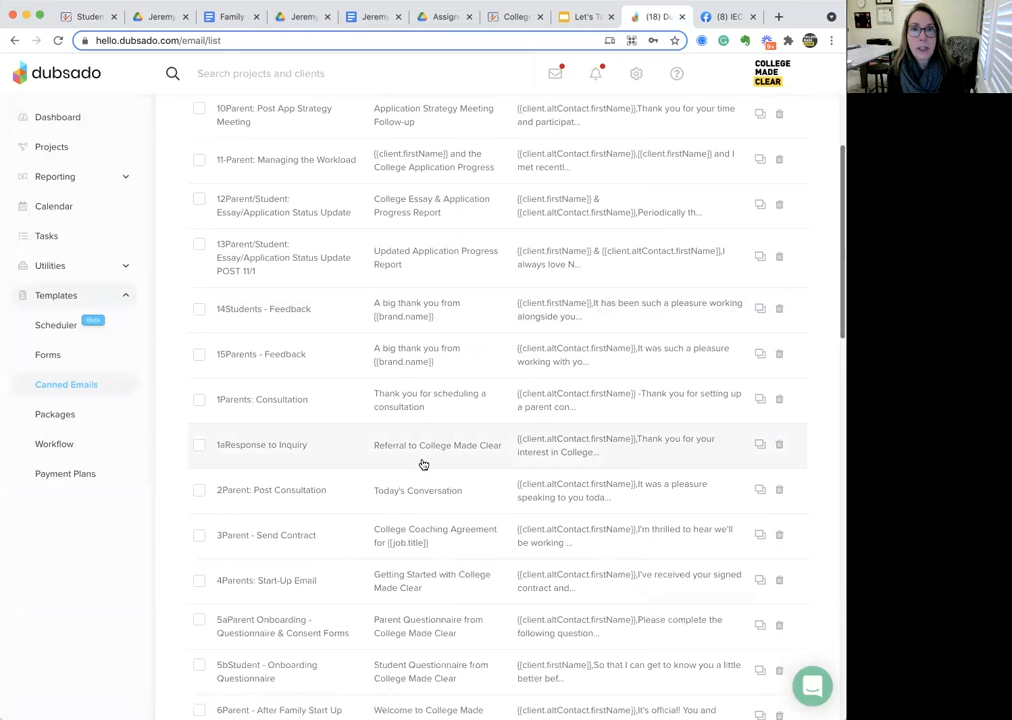 Studen
Jeremy
Family
Jeremy
Jeremy
Assign
Colleg
Let's Ti
(18) Du
(8) IEC
hello.dubsado.com/email/list
9+
dubsado
Search projects and clients
COLLEGE
MADE
CLEAR
Dashboard
Projects
Reporting
Calendar
Tasks
Utilities
Templates
Scheduler
Beta
Forms
Canned Emails
Packages
Workflow
Payment Plans
10Parent: Post App Strategy
Meeting
Application Strategy Meeting
Follow-up
{{client.altContact.firstName}},Thank you for your time
and participat...
11-Parent: Managing the Workload
{{client.firstName}} and the
College Application Progress
{{client.altContact.firstName}},{{client.firstName}} and I
met recentl...
12Parent/Student:
Essay/Application Status Update
College Essay & Application
Progress Report
{{client.firstName}} &
{{client.altContact.firstName}},Periodically th...
13Parent/Student:
Essay/Application Status Update
POST 11/1
Updated Application Progress
Report
{{client.firstName}} & {{client.altContact.firstName}},I
always love N...
14Students - Feedback
A big thank you from
{{brand.name}}
{{client.firstName}},It has been such a pleasure working
alongside you...
15Parents - Feedback
A big thank you from
{{brand.name}}
{{client.altContact.firstName}},It was such a pleasure
working with yo...
1Parents: Consultation
Thank you for scheduling a
consultation
{{client.altContact.firstName}} -Thank you for setting up
a parent con...
1aResponse to Inquiry
Referral to College Made Clear
{{client.altContact.firstName}},Thank you for your
interest in College...
2Parent: Post Consultation
Today's Conversation
{{client.altContact.firstName}},It was a pleasure
speaking to you toda...
3Parent - Send Contract
College Coaching Agreement
for {{job.title}}
{{client.altContact.firstName}},I'm thrilled to hear we'll
be working ...
4Parents: Start-Up Email
Getting Started with College
Made Clear
{{client.altContact.firstName}},I've received your signed
contract and...
5aParent Onboarding -
Questionnaire & Consent Forms
Parent Questionnaire from
College Made Clear
{{client.altContact.firstName}},Please complete the
following question...
5bStudent - Onboarding
Questionnaire
Student Questionnaire from
College Made Clear
{{client.firstName}},So that I can get to know you a little
better bef...
6Parent - After Family Start Up
Welcome to College Made
{{client.altContact.firstName}},It's official! You and